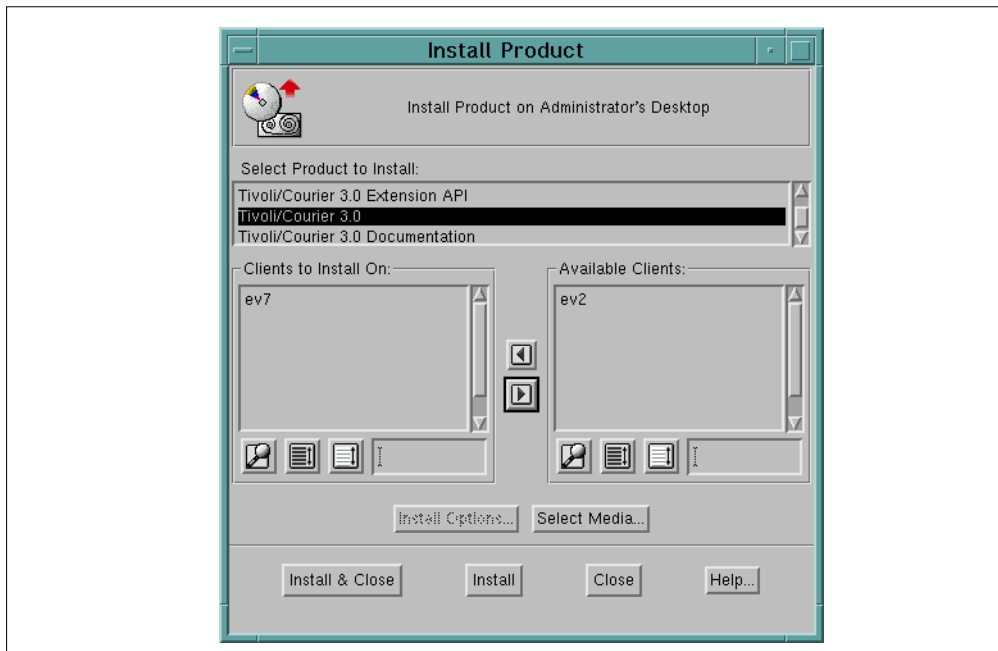 Install Product
Install Product on Administrator's Desktop
Select Product to Install:
Tivoli/Courier 3.0 Extension API
Tivoli/Courier 3.0
Tivoli/Courier 3.0 Documentation
Clients to Install On:
Available Clients:
ev7
ev2
Install Options...
Select Media...
Install & Close
Install
Close
Help...